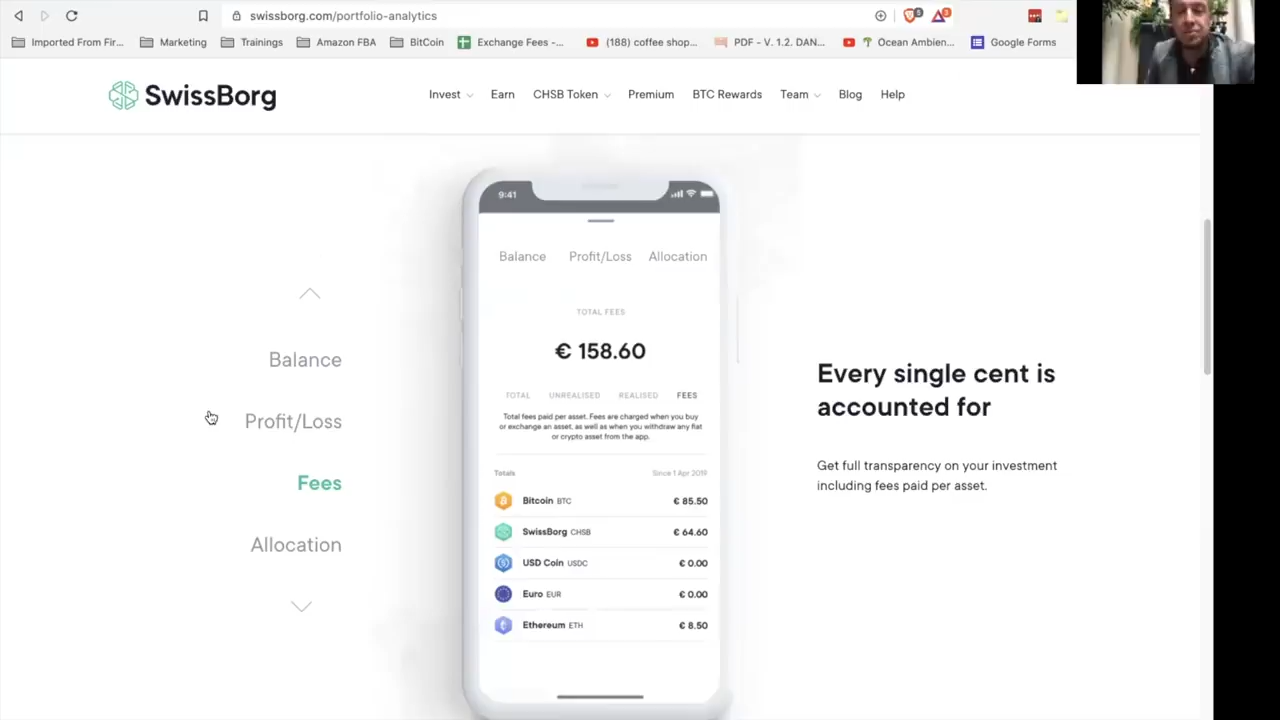 swissborg.com/portfolio-analytics
Imported From Fir... Marketing Trainings Amazon FBA BitCoin Exchange Fees -... (188) coffee shop... PDF - V. 1.2. DAN... Ocean Ambien... Google Forms
SwissBorg
Invest Earn CHSB Token Premium BTC Rewards Team Blog Help
9:41
Balance Profit/Loss Allocation
TOTAL FEES
€ 158.60
TOTAL UNREALISED REALISED FEES
Total fees paid per asset. Fees are charged when you buy
or exchange an asset, as well as when you withdraw any fiat
or crypto asset from the app.
Totals Since 1 Apr 2019
Bitcoin BTC € 85.50
SwissBorg CHSB € 64.60
USD Coin USDC € 0.00
Euro EUR € 0.00
Ethereum ETH € 8.50
Balance
Profit/Loss
Fees
Allocation
Every single cent is
accounted for
Get full transparency on your investment
including fees paid per asset.